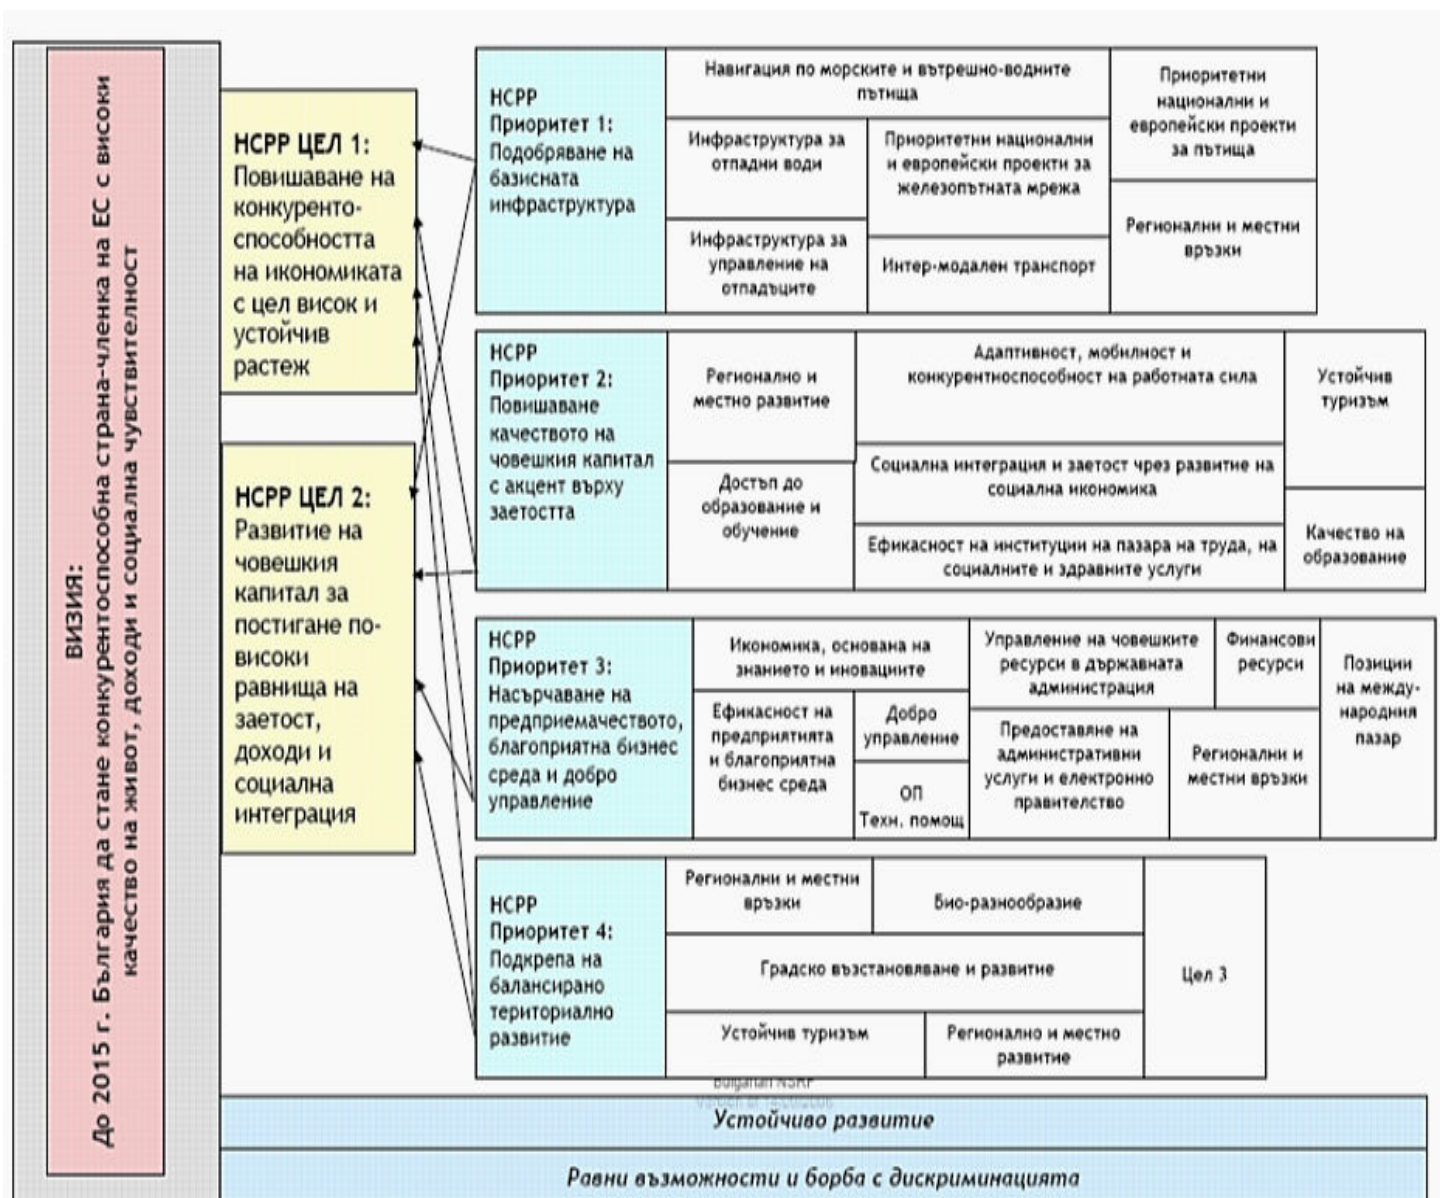 ВИЗИЯ:
До 2015 г. България да стане конкурентоспособна страна-членка на ЕС с високи
качество на живот, доходи и социална чувствителност
НСРР ЦЕЛ 1:
Повишаване на
конкуренто-
способността
на икономиката
с цел висок и
устойчив
растеж
НСРР ЦЕЛ 2:
Развитие на
човешкия
капитал за
постигане по-
високи
равнища на
заетост,
доходи и
социална
интеграция
НСРР
Приоритет 1:
Подобряване на
базисната
инфраструктура
Навигация по морските и вътрешно-водните
пътища
Инфраструктура за
отпадни води
Инфраструктура за
управление на
отпадъците
Приоритетни национални
и европейски проекти за
железопътната мрежа
Интер-модален транспорт
Приоритетни
национални и
европейски проекти
за пътища
Регионални и местни
връзки
НСРР
Приоритет 2:
Повишаване
качеството на
човешкия капитал
с акцент върху
заетостта
Регионално и
местно развитие
Достъп до
образование и
обучение
Адаптивност, мобилност и
конкурентноспособност на работната сила
Социална интеграция и заетост чрез развитие на
социална икономика
Ефикасност на институции на пазара на труда, на
социалните и здравните услуги
Устойчив
туризъм
Качество на
образование
НСРР
Приоритет 3:
Насърчаване на
предприемачеството,
благоприятна бизнес
среда и добро
управление
Икономика, основана на
знанието и иновациите
Ефикасност на
предприятията
и благоприятна
бизнес среда
Добро
управление
ОП
Техн. помощ
Управление на човешките
ресурси в държавната
администрация
Финансови
ресурси
Предоставяне на
административни
услуги и електронно
правителство
Регионални и
местни връзки
Позиции
на между-
народния
пазар
НСРР
Приоритет 4:
Подкрепа на
балансирано
териториално
развитие
Регионални и местни
връзки
Био-разнообразие
Градско възстановяване и развитие
Устойчив туризъм
Регионално и местно
развитие
Цел 3
Bulgarian NSRF
Устойчиво развитие
Равни възможности и борба с дискриминацията